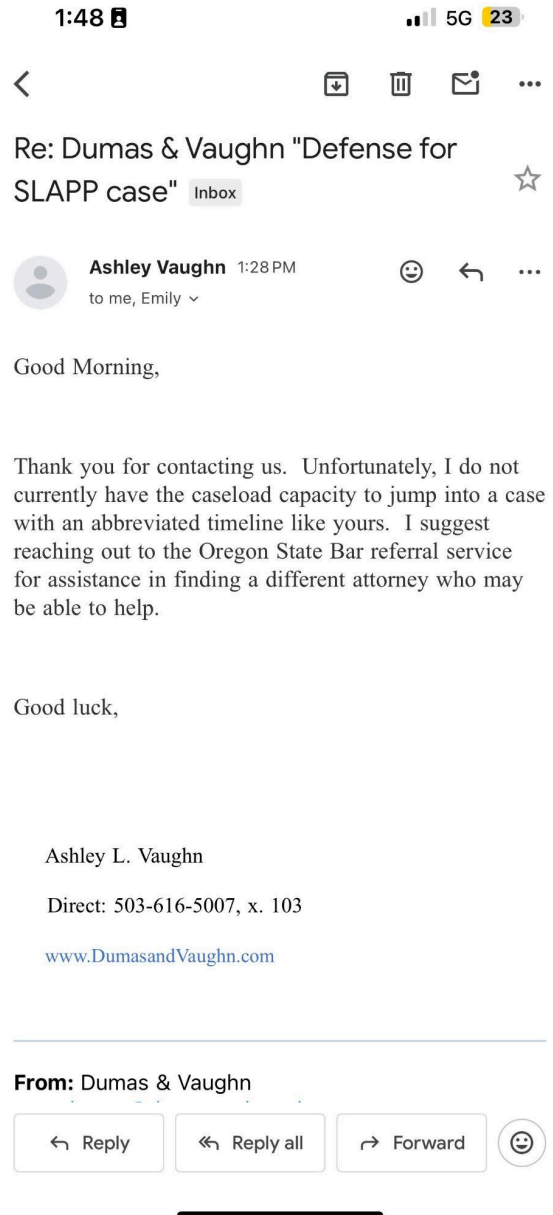 1:48
5G 23
Re: Dumas & Vaughn "Defense for
SLAPP case" Inbox
Ashley Vaughn 1:28 PM
to me, Emily
Good Morning,
Thank you for contacting us.  Unfortunately, I do not
currently have the caseload capacity to jump into a case
with an abbreviated timeline like yours.  I suggest
reaching out to the Oregon State Bar referral service
for assistance in finding a different attorney who may
be able to help.
Good luck,
Ashley L. Vaughn
Direct: 503-616-5007, x. 103
www.DumasandVaughn.com
From: Dumas & Vaughn
Reply
Reply all
Forward